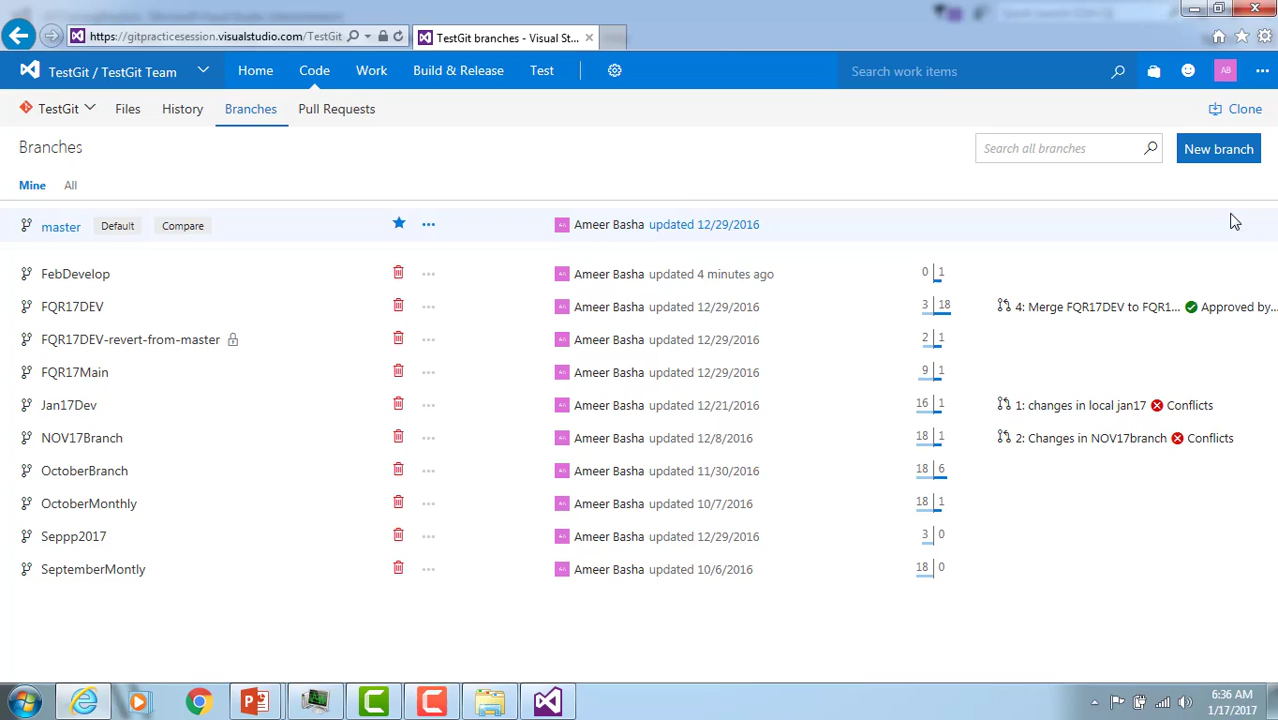 https://gitpracticesession.visualstudio.com/TestGit
TestGit branches - Visual St...
TestGit / TestGit Team Home Code Work Build & Release Test Search work items AB
TestGit Files History Branches Pull Requests Clone
Branches Search all branches New branch
Mine All
master Default Compare Ameer Basha updated 12/29/2016
FebDevelop Ameer Basha updated 4 minutes ago 0 1
FQR17DEV Ameer Basha updated 12/29/2016 3 18 4: Merge FQR17DEV to FQR1... Approved by...
FQR17DEV-revert-from-master Ameer Basha updated 12/29/2016 2 1
FQR17Main Ameer Basha updated 12/29/2016 9 1
Jan17Dev Ameer Basha updated 12/21/2016 16 1 1: changes in local jan17 Conflicts
NOV17Branch Ameer Basha updated 12/8/2016 18 1 2: Changes in NOV17branch Conflicts
OctoberBranch Ameer Basha updated 11/30/2016 18 6
OctoberMonthly Ameer Basha updated 10/7/2016 18 1
Seppp2017 Ameer Basha updated 12/29/2016 3 0
SeptemberMontly Ameer Basha updated 10/6/2016 18 0
6:36 AM
1/17/2017